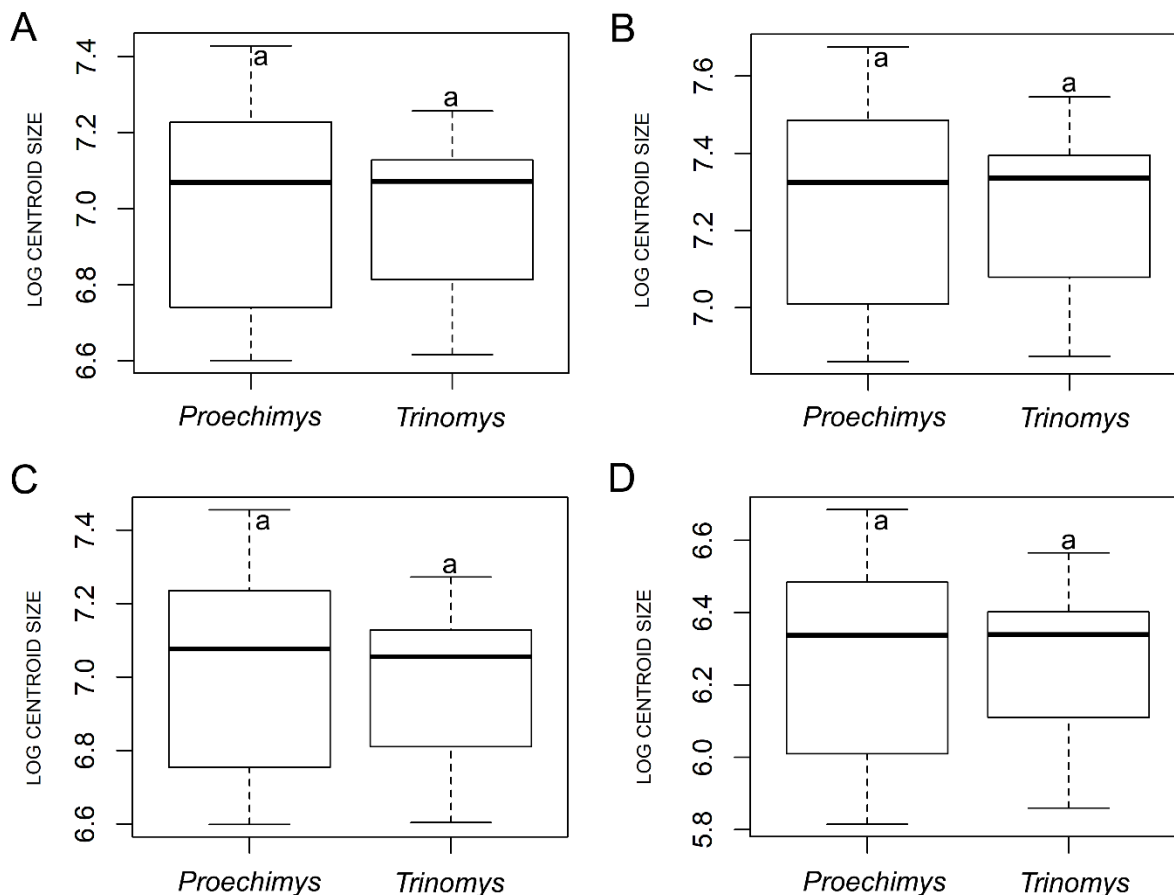 A
LOG CENTROID SIZE
7.4
7.2
7.0
6.8
6.6
a
a
Proechimys
Trinomys
B
LOG CENTROID SIZE
7.6
7.4
7.2
7.0
a
a
Proechimys
Trinomys
C
LOG CENTROID SIZE
7.4
7.2
7.0
6.8
6.6
a
a
Proechimys
Trinomys
D
LOG CENTROID SIZE
6.6
6.4
6.2
6.0
5.8
a
a
Proechimys
Trinomys